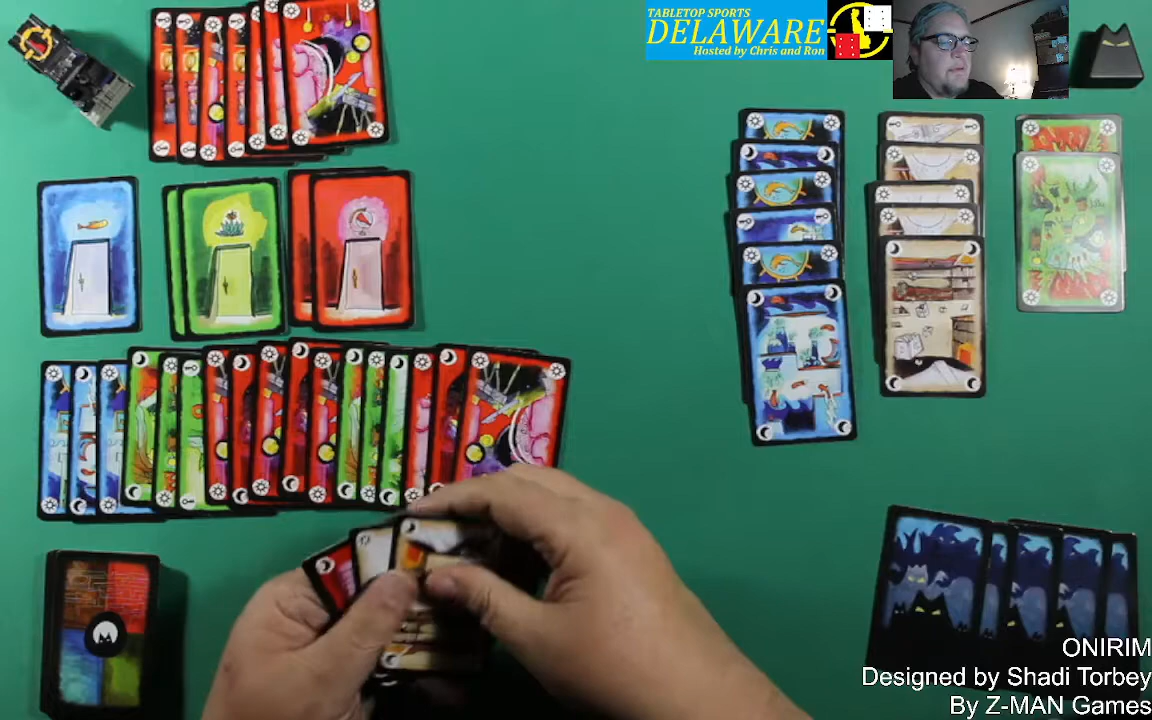 TABLETOP SPORTS
DELAWARE
Hosted by Chris and Ron
ONIRIM
Designed by Shadi Torbey
By Z-MAN Games